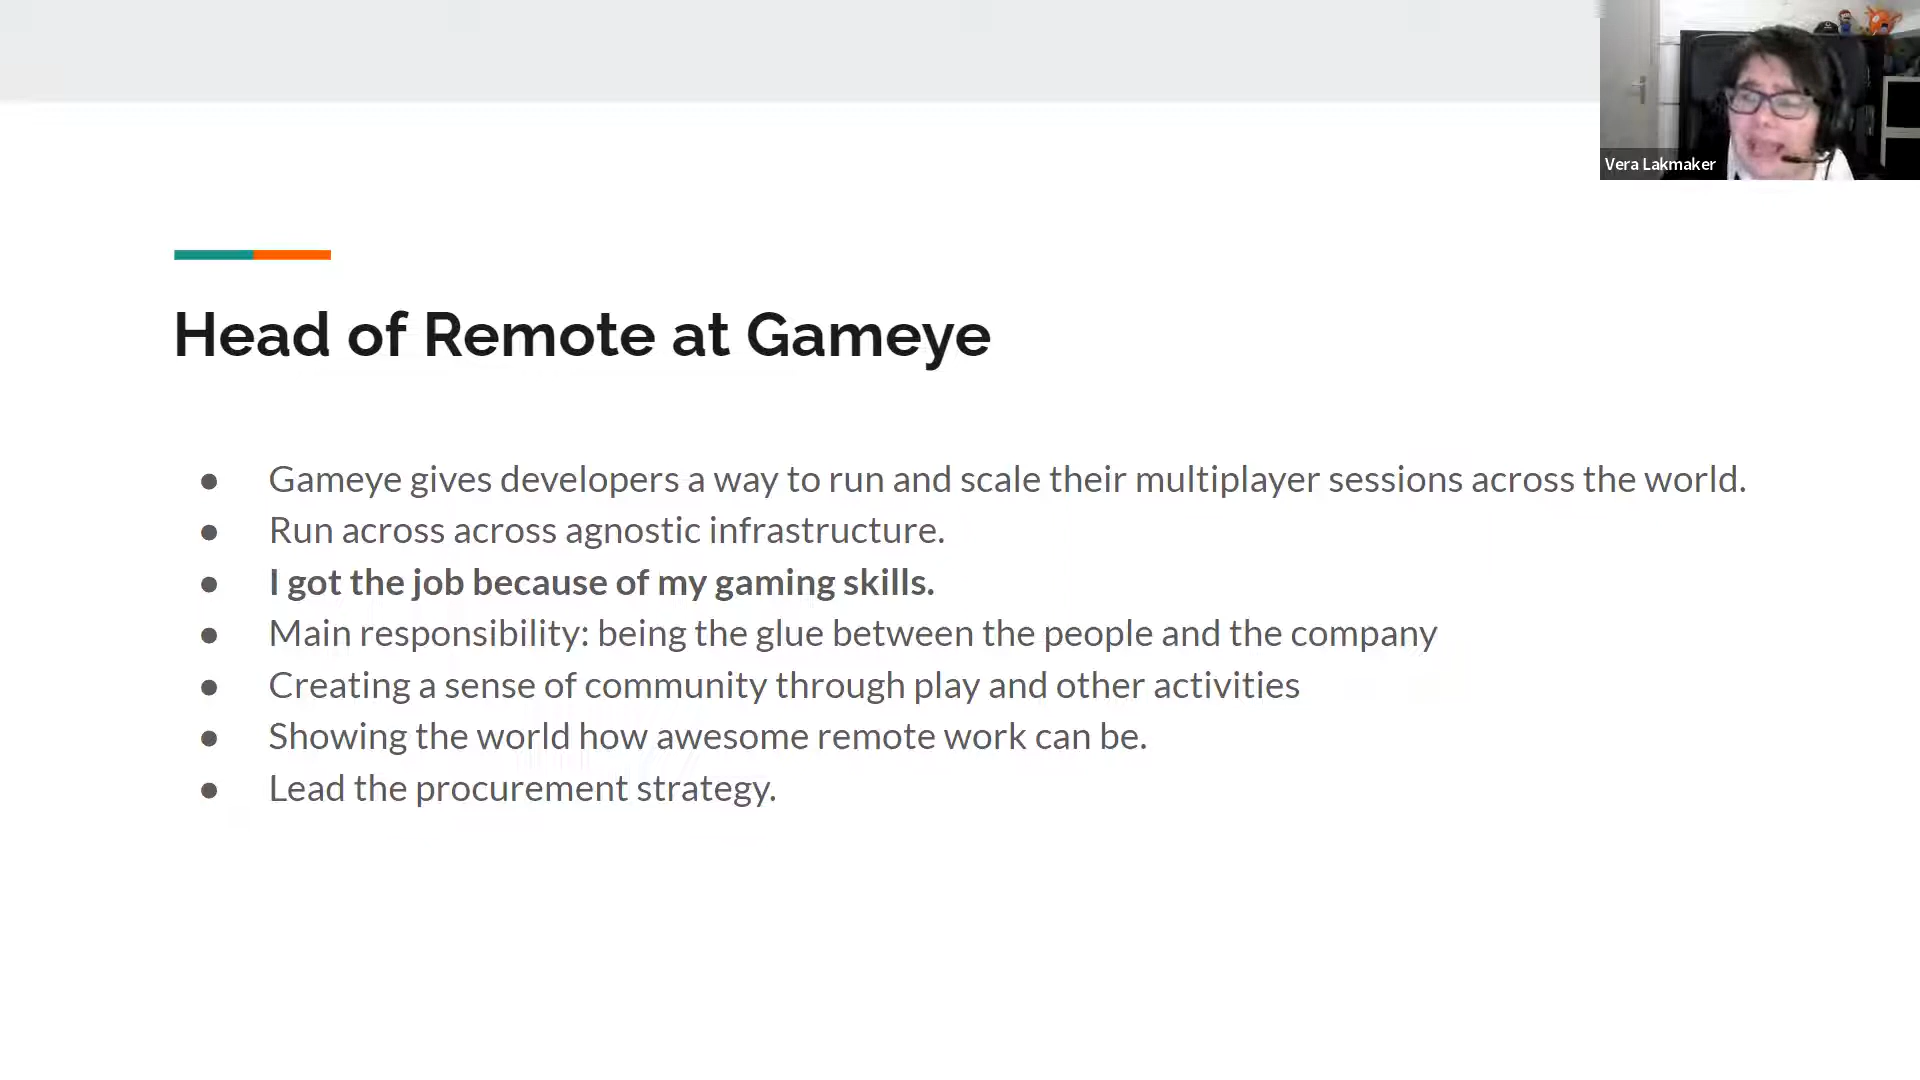 Vera Lakmaker
Head of Remote at Gameye
● Gameye gives developers a way to run and scale their multiplayer sessions across the world.
● Run across across agnostic infrastructure.
● I got the job because of my gaming skills.
● Main responsibility: being the glue between the people and the company
● Creating a sense of community through play and other activities
● Showing the world how awesome remote work can be.
● Lead the procurement strategy.